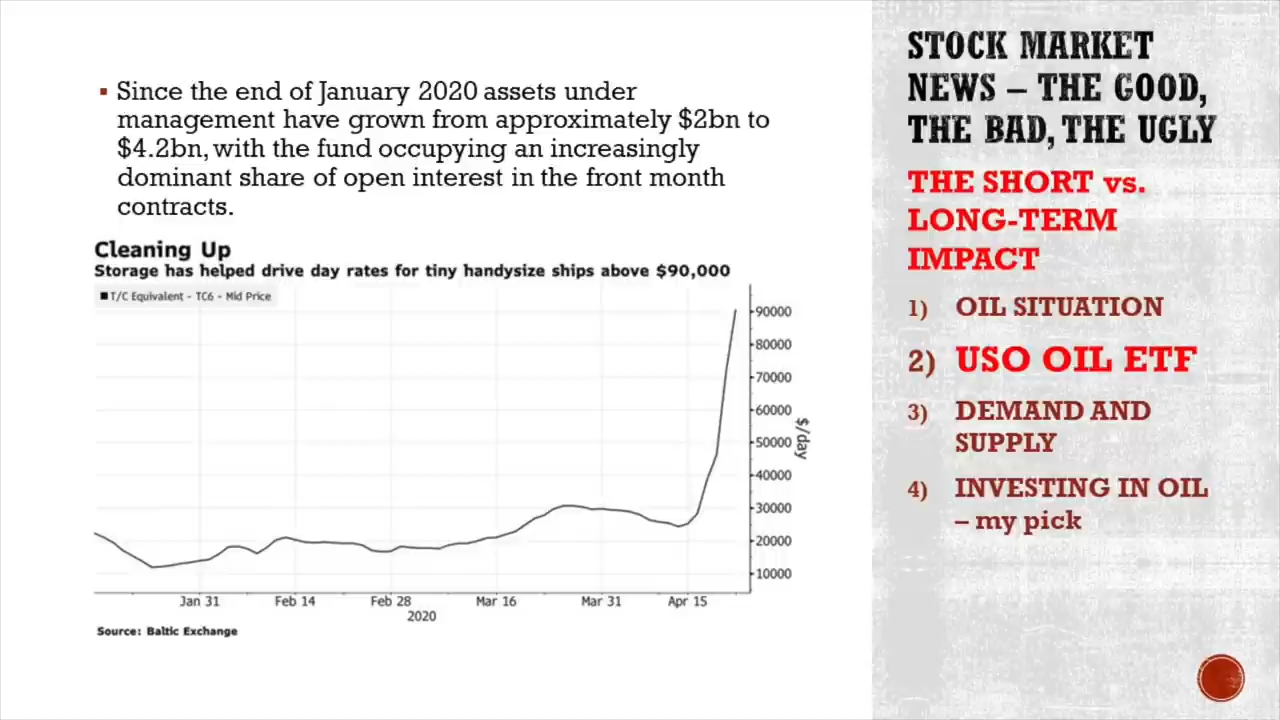 Since the end of January 2020 assets under
management have grown from approximately $2bn to
$4.2bn, with the fund occupying an increasingly
dominant share of open interest in the front month
contracts.
Cleaning Up
Storage has helped drive day rates for tiny handysize ships above $90,000
T/C Equivalent - TC6 - Mid Price
90000
80000
70000
60000
50000
40000
30000
20000
10000
$/day
Jan 31 Feb 14 Feb 28 Mar 16 Mar 31 Apr 15
2020
Source: Baltic Exchange
STOCK MARKET
NEWS – THE GOOD,
THE BAD, THE UGLY
THE SHORT vs.
LONG-TERM
IMPACT
1) OIL SITUATION
2) USO OIL ETF
3) DEMAND AND
SUPPLY
4) INVESTING IN OIL
– my pick